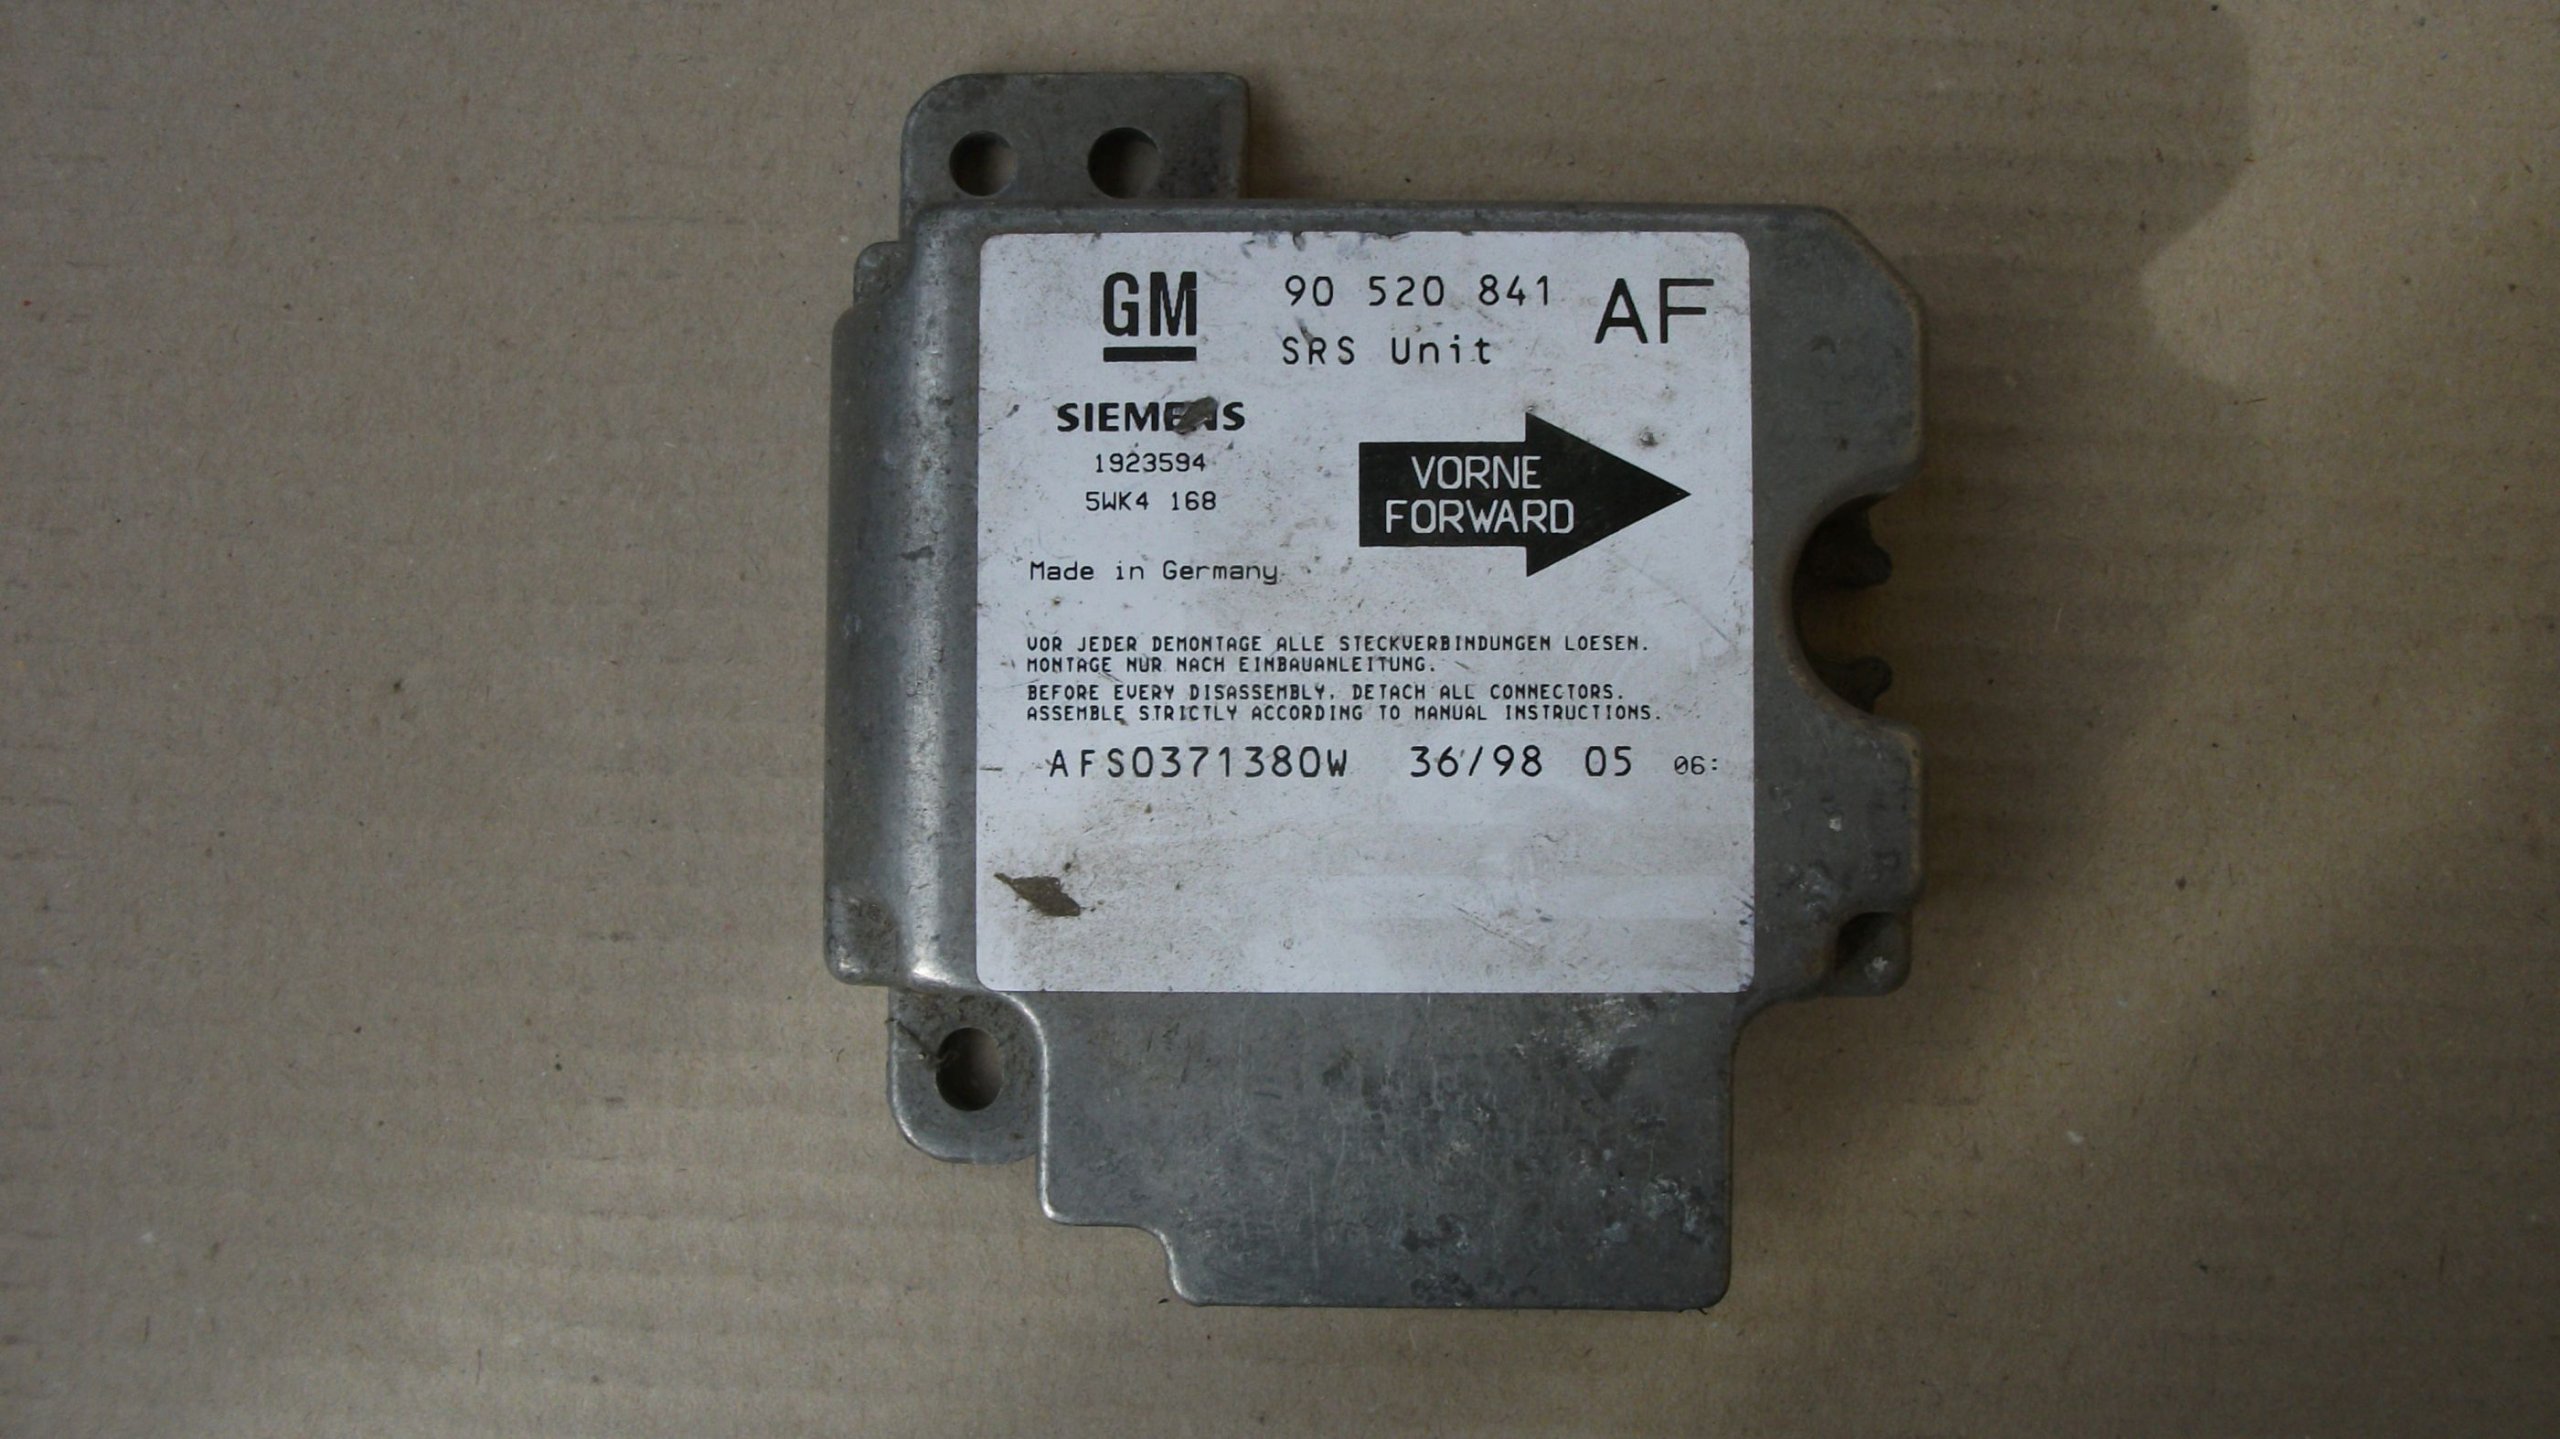 GM 90 520 841 AF
SRS Unit
SIEMENS
1923594
5WK4 168
VORNE
FORWARD
Made in Germany
VOR JEDER DEMONTAGE ALLE STECKVERBINDUNGEN LOESEN.
MONTAGE NUR NACH EINBAUANLEITUNG.
BEFORE EVERY DISASSEMBLY, DETACH ALL CONNECTORS.
ASSEMBLE STRICTLY ACCORDING TO MANUAL INSTRUCTIONS.
AFS0371380W 36/98 05 06: